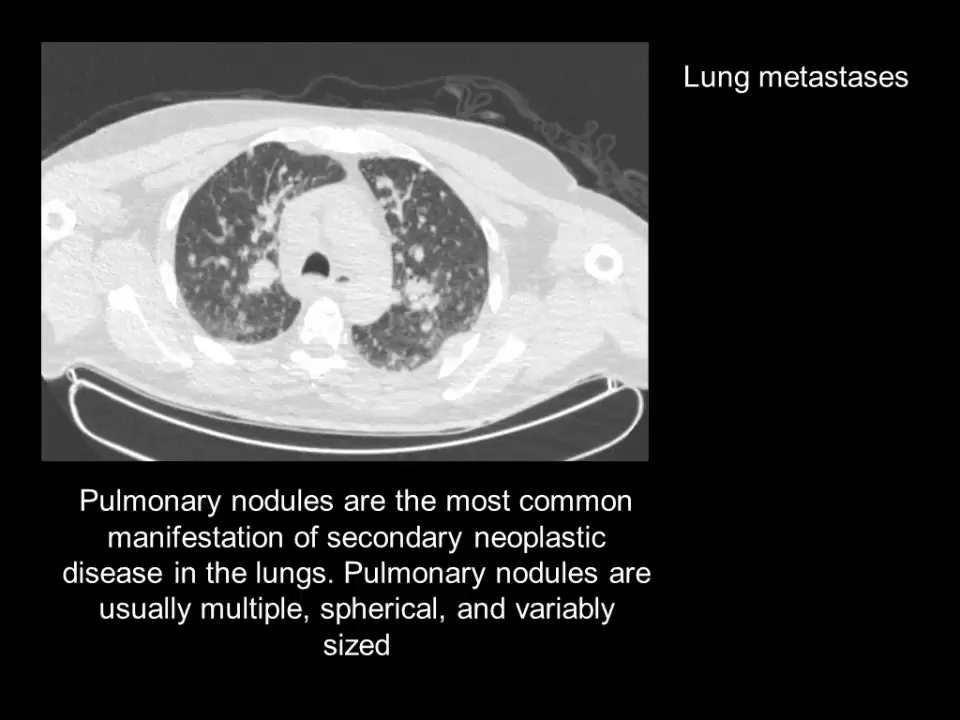 Lung metastases
Pulmonary nodules are the most common
manifestation of secondary neoplastic
disease in the lungs. Pulmonary nodules are
usually multiple, spherical, and variably
sized